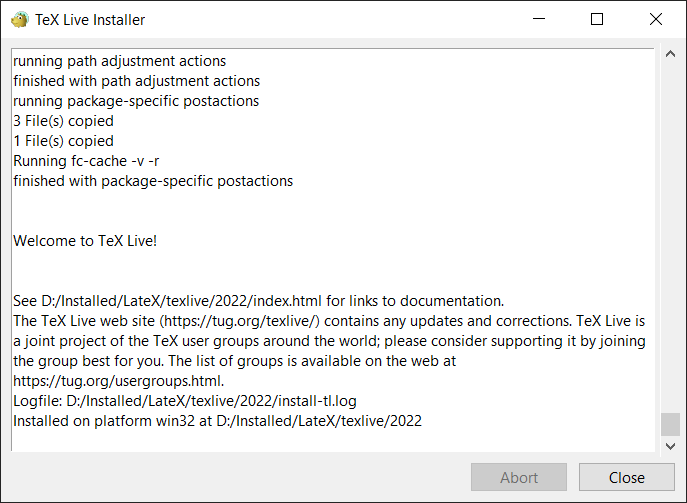 TeX Live Installer
running path adjustment actions
finished with path adjustment actions
running package-specific postactions
3 File(s) copied
1 File(s) copied
Running fc-cache -v -r
finished with package-specific postactions
Welcome to TeX Live!
See D:/Installed/LateX/texlive/2022/index.html for links to documentation.
The TeX Live web site (https://tug.org/texlive/) contains any updates and corrections. TeX Live is
a joint project of the TeX user groups around the world; please consider supporting it by joining
the group best for you. The list of groups is available on the web at
https://tug.org/usergroups.html.
Logfile: D:/Installed/LateX/texlive/2022/install-tl.log
Installed on platform win32 at D:/Installed/LateX/texlive/2022
Abort
Close